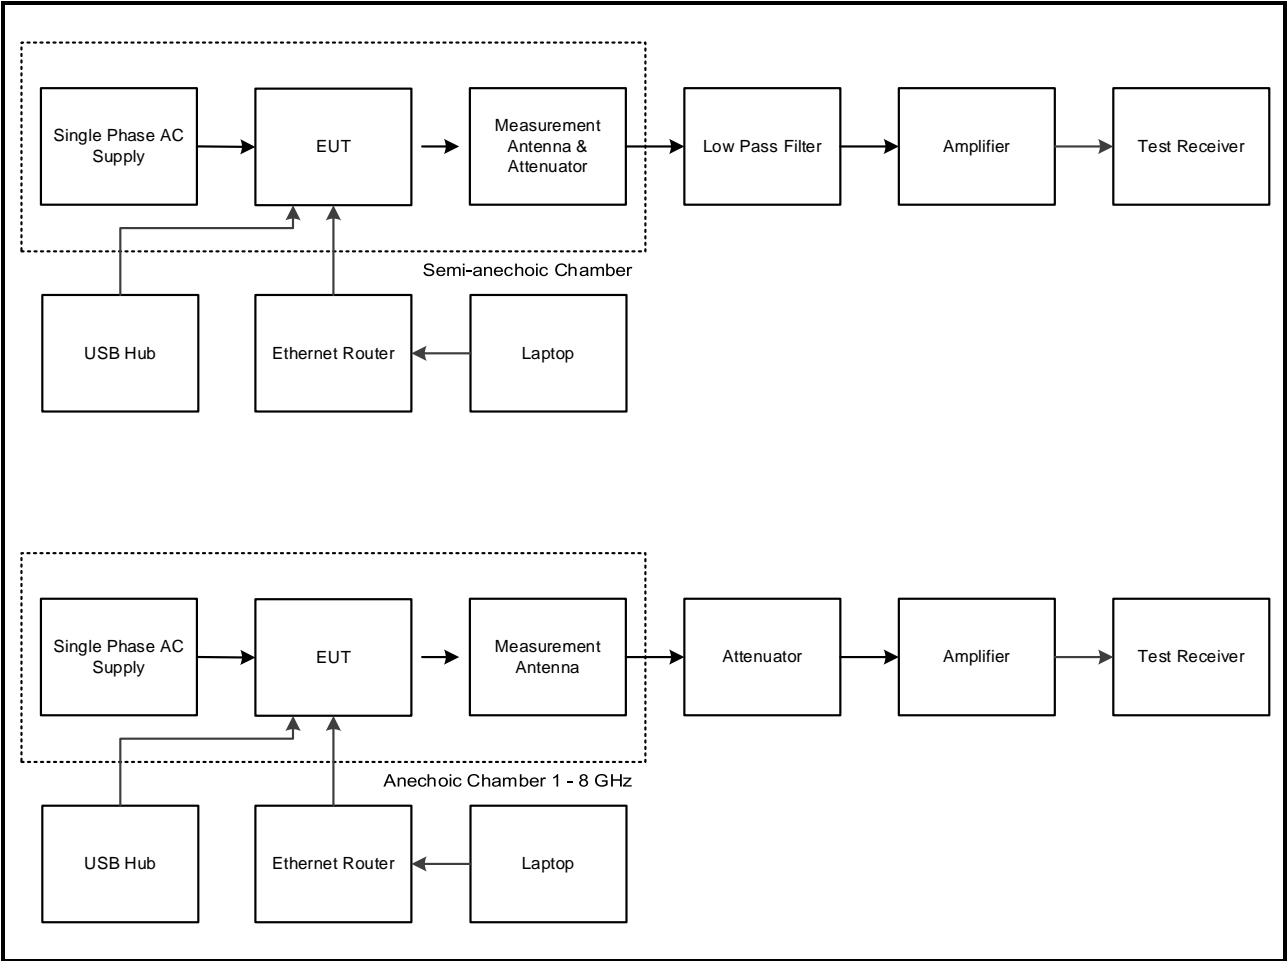 Single Phase AC
Supply
EUT
Measurement
Antenna &
Attenuator
Low Pass Filter
Amplifier
Test Receiver
Semi-anechoic Chamber
USB Hub
Ethernet Router
Laptop
Single Phase AC
Supply
EUT
Measurement
Antenna
Attenuator
Amplifier
Test Receiver
Anechoic Chamber 1 - 8 GHz
USB Hub
Ethernet Router
Laptop